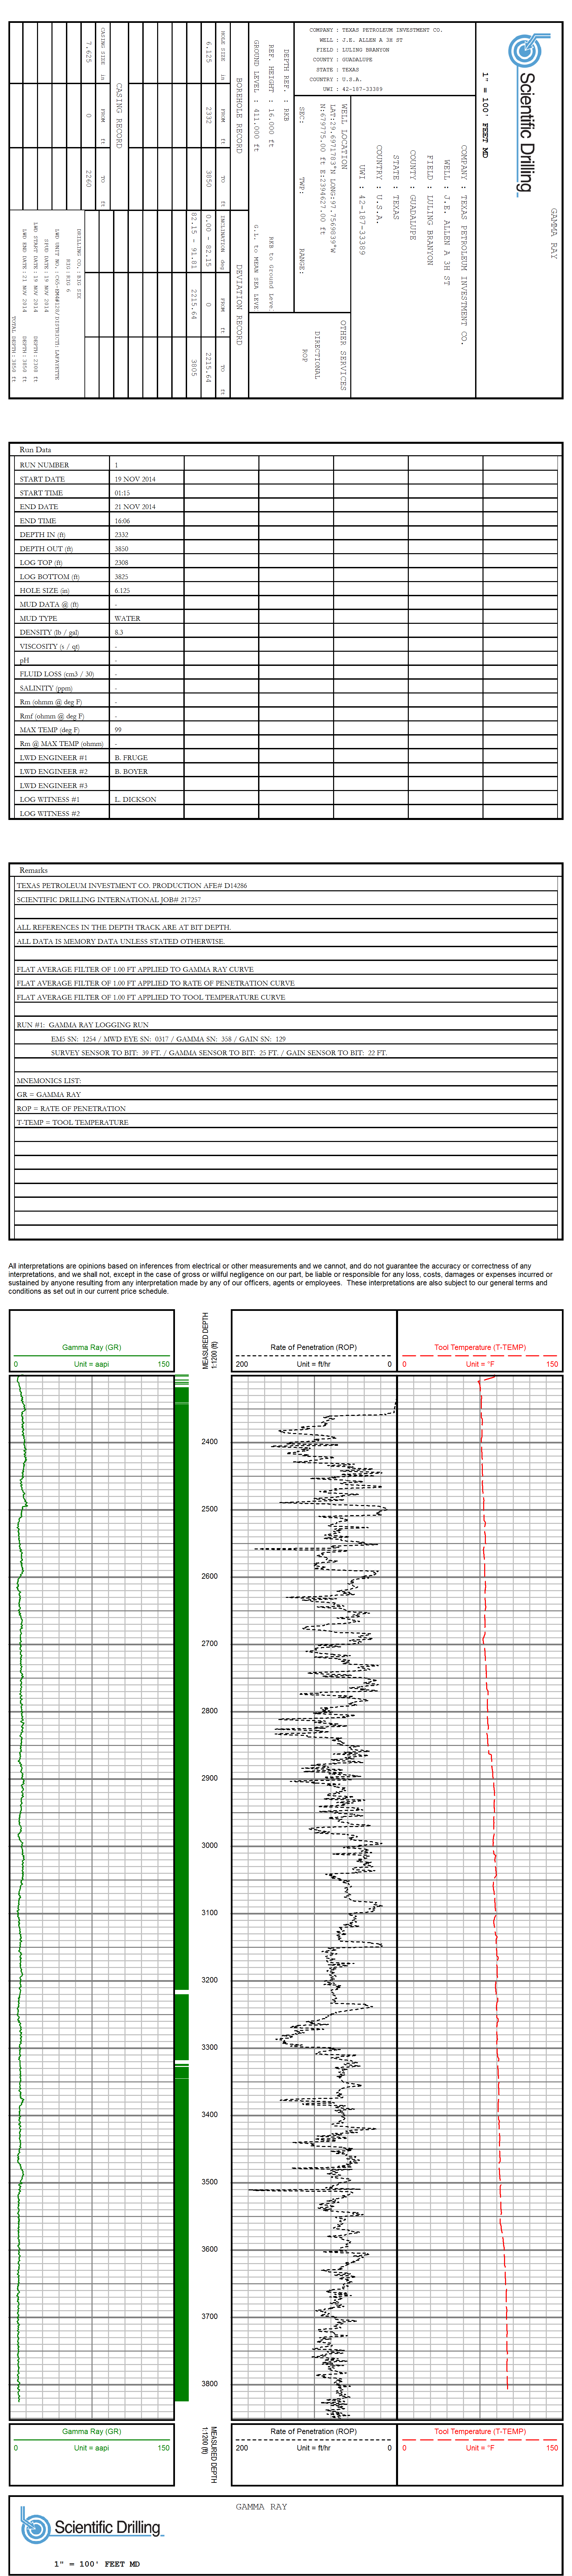 Scientific Drilling
GAMMA RAY
1" = 100' FEET MD
COMPANY : TEXAS PETROLEUM INVESTMENT CO.
WELL : J.E. ALLEN A 3H ST
FIELD : LULING BRANYON
COUNTY : GUADALUPE
STATE : TEXAS
COUNTRY : U.S.A.
UWI : 42-187-33389
COMPANY : TEXAS PETROLEUM INVESTMENT CO.
WELL : J.E. ALLEN A 3H ST
FIELD : LULING BRANYON
COUNTY : GUADALUPE
STATE : TEXAS
COUNTRY : U.S.A.
UWI : 42-187-33389
WELL LOCATION
LAT:29.6971783°N LONG:97.7569839°W
N:679775.00 ft E:2394627.00 ft
SEC: TWP: RANGE:
OTHER SERVICES
DIRECTIONAL
ROP
DEPTH REF. : RKB
REF. HEIGHT : 16.000 ft RKB to Ground Level
GROUND LEVEL : 411.000 ft G.L. to MEAN SEA LEVEL
BOREHOLE RECORD
DEVIATION RECORD
HOLE SIZE in FROM ft TO ft
INCLINATION deg FROM ft TO ft
6.125 2332 3850
0.00 - 82.15 0 2215.64
82.15 - 91.81 2215.64 3805
CASING RECORD
CASING SIZE in FROM ft TO ft
7.625 0 2260
DRILLING CO. : BIG SIX
RIG : RIG 6
SPUD DATE : 19 NOV 2014
LWD START DATE : 19 NOV 2014 DEPTH : 2308 ft
LWD END DATE : 21 NOV 2014 DEPTH : 3850 ft
TOTAL DEPTH : 3850 ft
Run Data
RUN NUMBER 1
START DATE 19 NOV 2014
START TIME 01:15
END DATE 21 NOV 2014
END TIME 16:06
DEPTH IN (ft) 2332
DEPTH OUT (ft) 3850
LOG TOP (ft) 2308
LOG BOTTOM (ft) 3825
HOLE SIZE (in) 6.125
MUD DATA @ (ft) -
MUD TYPE WATER
DENSITY (lb / gal) 8.3
VISCOSITY (s / qt) -
pH -
FLUID LOSS (cm3 / 30) -
SALINITY (ppm) -
Rm (ohmm @ deg F) -
Rmf (ohmm @ deg F) -
MAX TEMP (deg F) 99
Rm @ MAX TEMP (ohmm) -
LWD ENGINEER #1 B. FRUGE
LWD ENGINEER #2 B. BOYER
LWD ENGINEER #3
LOG WITNESS #1 L. DICKSON
LOG WITNESS #2
Remarks
TEXAS PETROLEUM INVESTMENT CO. PRODUCTION AFE# D14286
SCIENTIFIC DRILLING INTERNATIONAL JOB# 217257
ALL REFERENCES IN THE DEPTH TRACK ARE AT BIT DEPTH.
ALL DATA IS MEMORY DATA UNLESS STATED OTHERWISE.
FLAT AVERAGE FILTER OF 1.00 FT APPLIED TO GAMMA RAY CURVE
FLAT AVERAGE FILTER OF 1.00 FT APPLIED TO RATE OF PENETRATION CURVE
FLAT AVERAGE FILTER OF 1.00 FT APPLIED TO TOOL TEMPERATURE CURVE
RUN #1: GAMMA RAY LOGGING RUN
EMS SN: 1254 / MWD EYE SN: 0317 / GAMMA SN: 358 / GAIN SN: 129
SURVEY SENSOR TO BIT: 39 FT. / GAMMA SENSOR TO BIT: 25 FT. / GAIN SENSOR TO BIT: 22 FT.
MNEMONICS LIST:
GR = GAMMA RAY
ROP = RATE OF PENETRATION
T-TEMP = TOOL TEMPERATURE
All interpretations are opinions based on inferences from electrical or other measurements and we cannot, and do not guarantee the accuracy or correctness of any
interpretations, and we shall not, except in the case of gross or willful negligence on our part, be liable or responsible for any loss, costs, damages or expenses incurred or
sustained by anyone resulting from any interpretation made by any of our officers, agents or employees. These interpretations are also subject to our general terms and
conditions as set out in our current price schedule.
Gamma Ray (GR)
0 Unit = aapi 150
MEASURED DEPTH
1:1200 (ft)
Rate of Penetration (ROP)
200 Unit = ft/hr 0
Tool Temperature (T-TEMP)
0 Unit = °F 150
2400
2500
2600
2700
2800
2900
3000
3100
3200
3300
3400
3500
3600
3700
3800
Gamma Ray (GR)
0 Unit = aapi 150
MEASURED DEPTH
1:1200 (ft)
Rate of Penetration (ROP)
200 Unit = ft/hr 0
Tool Temperature (T-TEMP)
0 Unit = °F 150
Scientific Drilling
GAMMA RAY
1" = 100' FEET MD